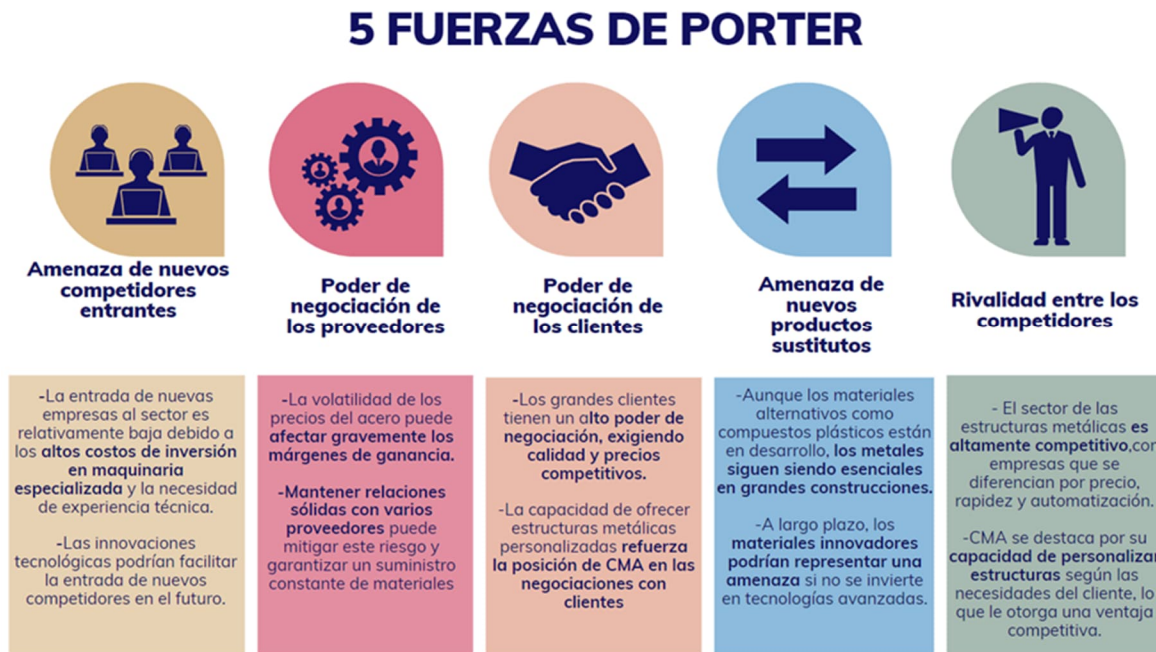 5 FUERZAS DE PORTER
Amenaza de nuevos
competidores
entrantes
-La entrada de nuevas
empresas al sector es
relativamente baja debido a
los altos costos de inversión
en maquinaria
especializada y la necesidad
de experiencia técnica.
-Las innovaciones
tecnológicas podrían facilitar
la entrada de nuevos
competidores en el futuro.
Poder de
negociación de
los proveedores
-La volatilidad de los
precios del acero puede
afectar gravemente los
márgenes de ganancia.
-Mantener relaciones
sólidas con varios
proveedores puede
mitigar este riesgo y
garantizar un suministro
constante de materiales
Poder de
negociación de
los clientes
-Los grandes clientes
tienen un alto poder de
negociación, exigiendo
calidad y precios
competitivos.
-La capacidad de ofrecer
estructuras metálicas
personalizadas refuerza
la posición de CMA en las
negociaciones con
clientes
Amenaza de
nuevos
productos
sustitutos
-Aunque los materiales
alternativos como
compuestos plásticos están
en desarrollo, los metales
siguen siendo esenciales
en grandes construcciones.
-A largo plazo, los
materiales innovadores
podrían representar una
amenaza si no se invierte
en tecnologías avanzadas.
Rivalidad entre los
competidores
- El sector de las
estructuras metálicas es
altamente competitivo,con
empresas que se
diferencian por precio,
rapidez y automatización.
-CMA se destaca por su
capacidad de personalizar
estructuras según las
necesidades del cliente, lo
que le otorga una ventaja
competitiva.